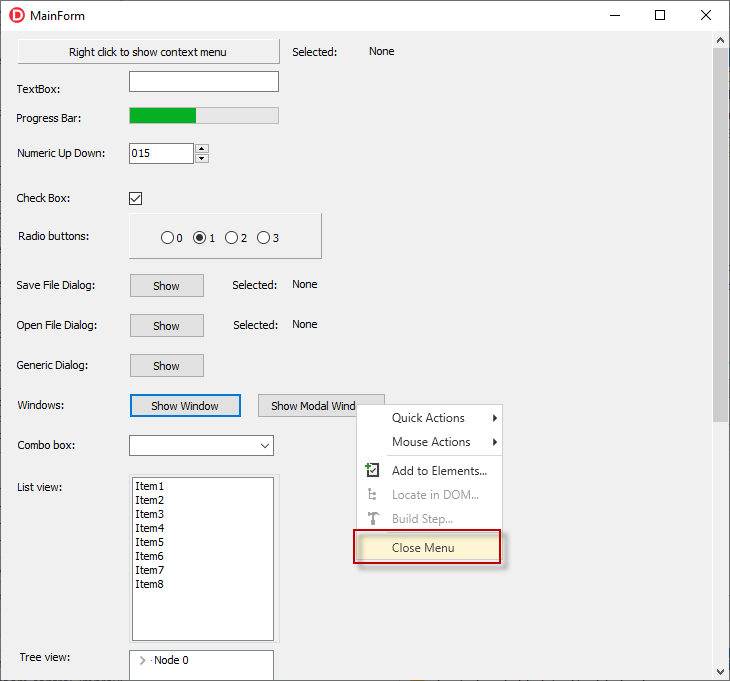 D MainForm
Right click to show context menu Selected: None
TextBox:
Progress Bar:
Numeric Up Down: 015
Check Box:
Radio buttons: 0 1 2 3
Save File Dialog: Show Selected: None
Open File Dialog: Show Selected: None
Generic Dialog: Show
Windows: Show Window Show Modal Wind
Quick Actions
Mouse Actions
Add to Elements...
Locate in DOM...
Build Step...
Close Menu
Combo box:
List view:
Item1
Item2
Item3
Item4
Item5
Item6
Item7
Item8
Tree view: Node 0